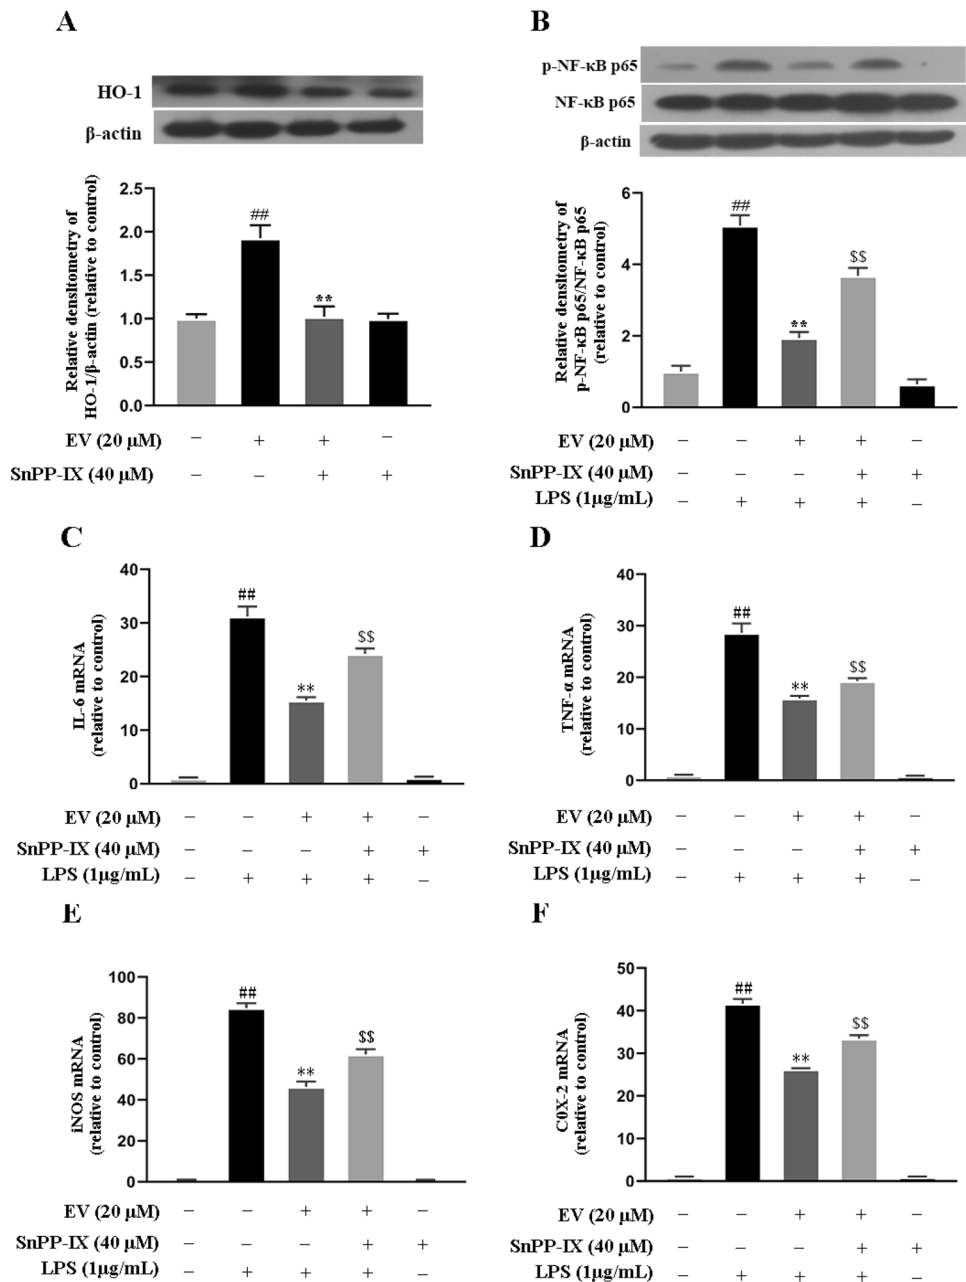 A
HO-1
β-actin
Relative densitometry of
HO-1/β-actin (relative to control)
2.5
2.0
1.5
1.0
0.5
0.0
##
**
EV (20 μM) – + + –
SnPP-IX (40 μM) – – + +
B
p-NF-κB p65
NF-κB p65
β-actin
Relative densitometry of
p-NF-κB p65/NF-κB p65
(relative to control)
6
4
2
0
##
**
$$
EV (20 μM) – – + + –
SnPP-IX (40 μM) – – – + +
LPS (1μg/mL) – + + + –
C
IL-6 mRNA
(relative to control)
40
30
20
10
0
##
**
$$
EV (20 μM) – – + + –
SnPP-IX (40 μM) – – – + +
LPS (1μg/mL) – + + + –
D
TNF-α mRNA
(relative to control)
40
30
20
10
0
##
**
$$
EV (20 μM) – – + + –
SnPP-IX (40 μM) – – – + +
LPS (1μg/mL) – + + + –
E
iNOS mRNA
(relative to control)
100
80
60
40
20
0
##
**
$$
EV (20 μM) – – + + –
SnPP-IX (40 μM) – – – + +
LPS (1μg/mL) – + + + –
F
C0X-2 mRNA
(relative to control)
50
40
30
20
10
0
##
**
$$
EV (20 μM) – – + + –
SnPP-IX (40 μM) – – – + +
LPS (1μg/mL) – + + + –